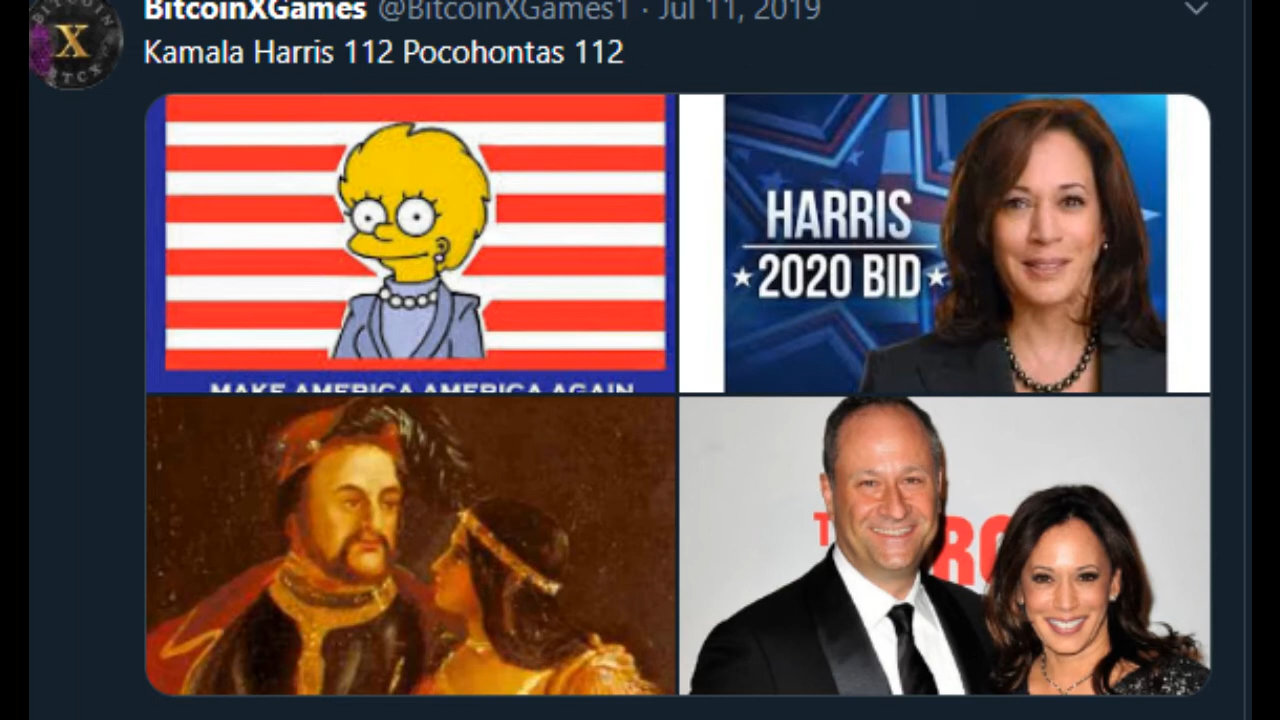 BitcoinXGames @BitcoinXGames1 · Jul 11, 2019
Kamala Harris 112 Pocohontas 112
X
MAKE AMERICA AMERICA AGAIN
HARRIS
2020 BID